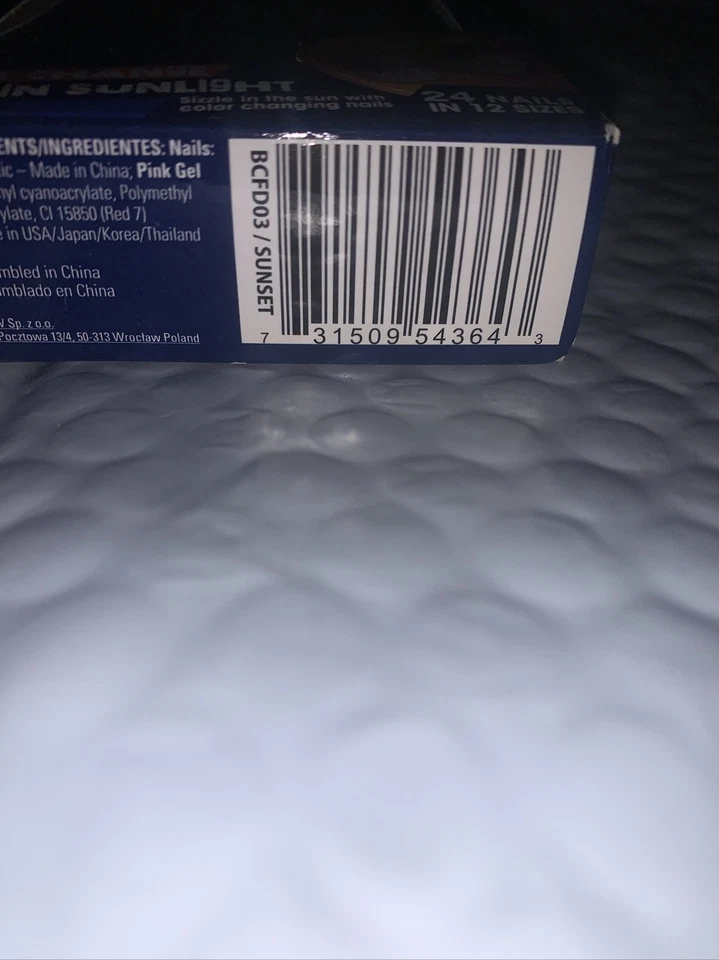 CHANGE
IN SUNLIGHT
Sizzle in the sun with
color changing nails
24 NAILS
IN 12 SIZES
ENTS/INGREDIENTES: Nails:
ic – Made in China; Pink Gel
hyl cyanoacrylate, Polymethyl
ylate, CI 15850 (Red 7)
e in USA/Japan/Korea/Thailand
mbled in China
mblado en China
W Sp. z o.o.
Pocztowa 13/4, 50-313 Wrocław Poland
BCFD03 / SUNSET
7 31509 54364 3